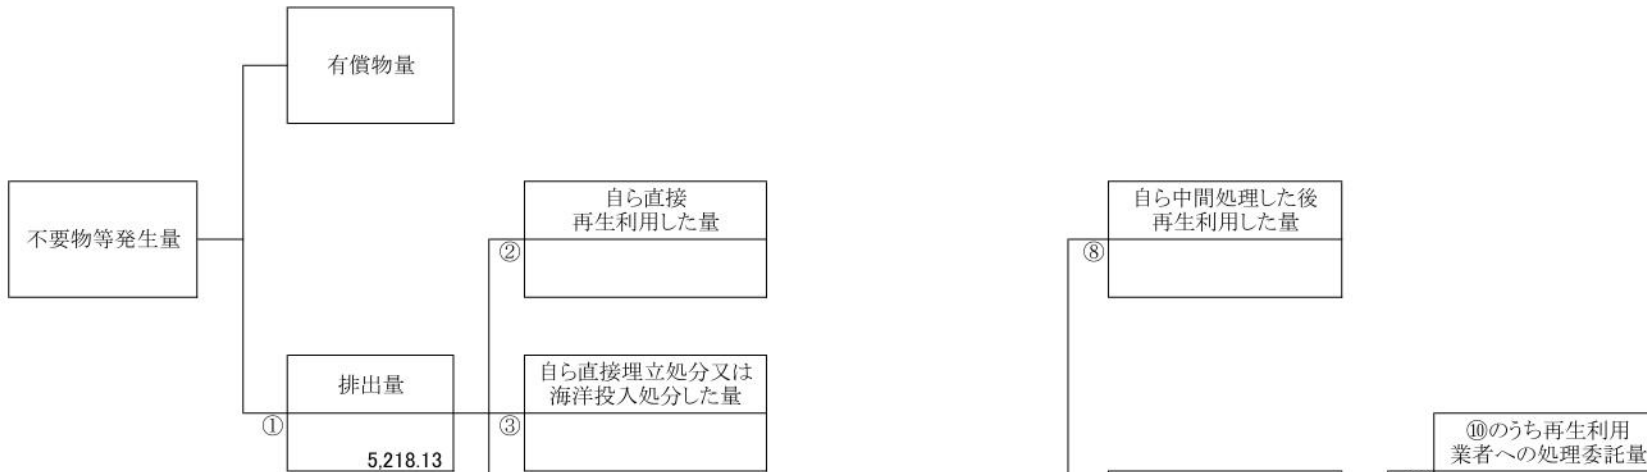 有償物量
不要物等発生量
自ら直接
再生利用した量
②
自ら中間処理した後
再生利用した量
⑧
排出量
①
5,218.13
自ら直接埋立処分又は
海洋投入処分した量
③
⑩のうち再生利用
業者への処理委託量